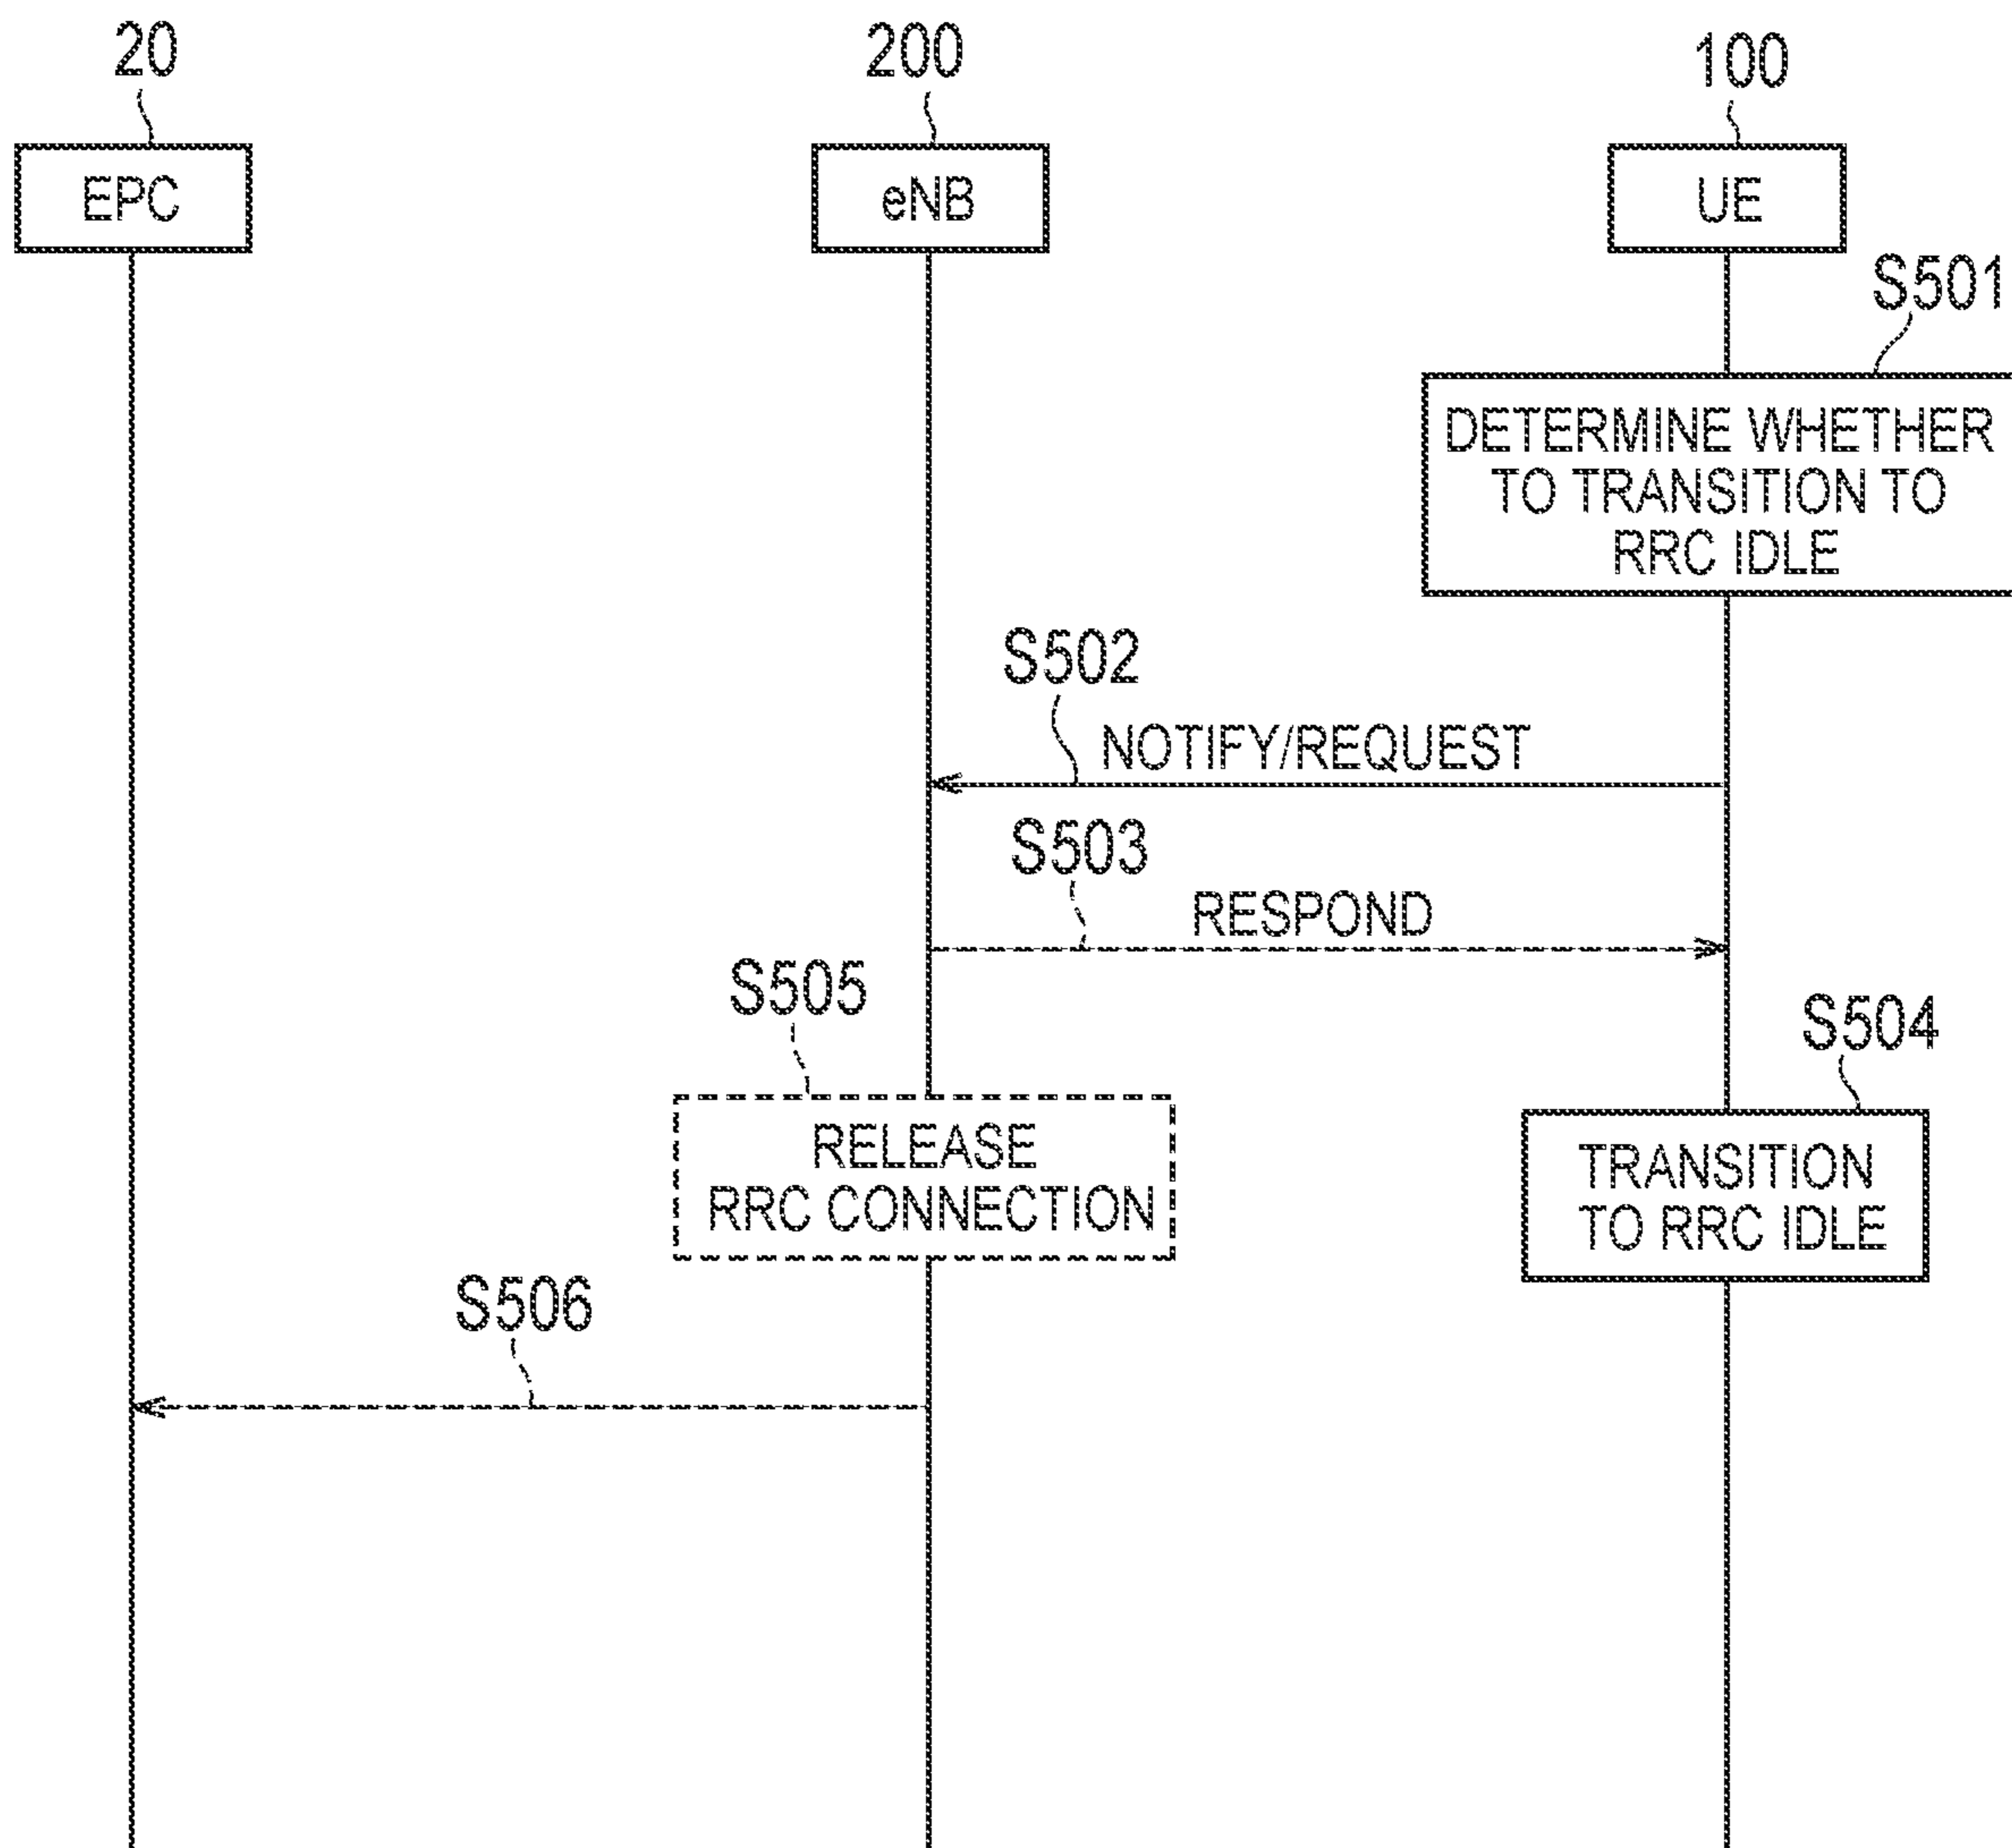 20
200
100
EPC
eNB
UE
S501
DETERMINE WHETHER
TO TRANSITION TO
RRC IDLE
S502
NOTIFY/REQUEST
S503
RESPOND
S505
S504
RELEASE
RRC CONNECTION
TRANSITION
TO RRC IDLE
S506